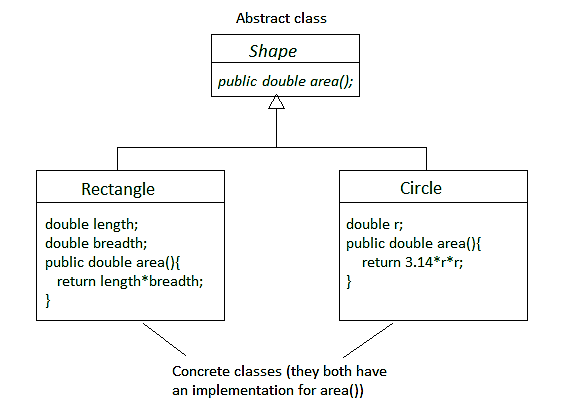 Abstract class
Shape
public double area();
Rectangle
double length;
double breadth;
public double area(){
return length*breadth;
}
Circle
double r;
public double area(){
return 3.14*r*r;
}
Concrete classes (they both have
an implementation for area())